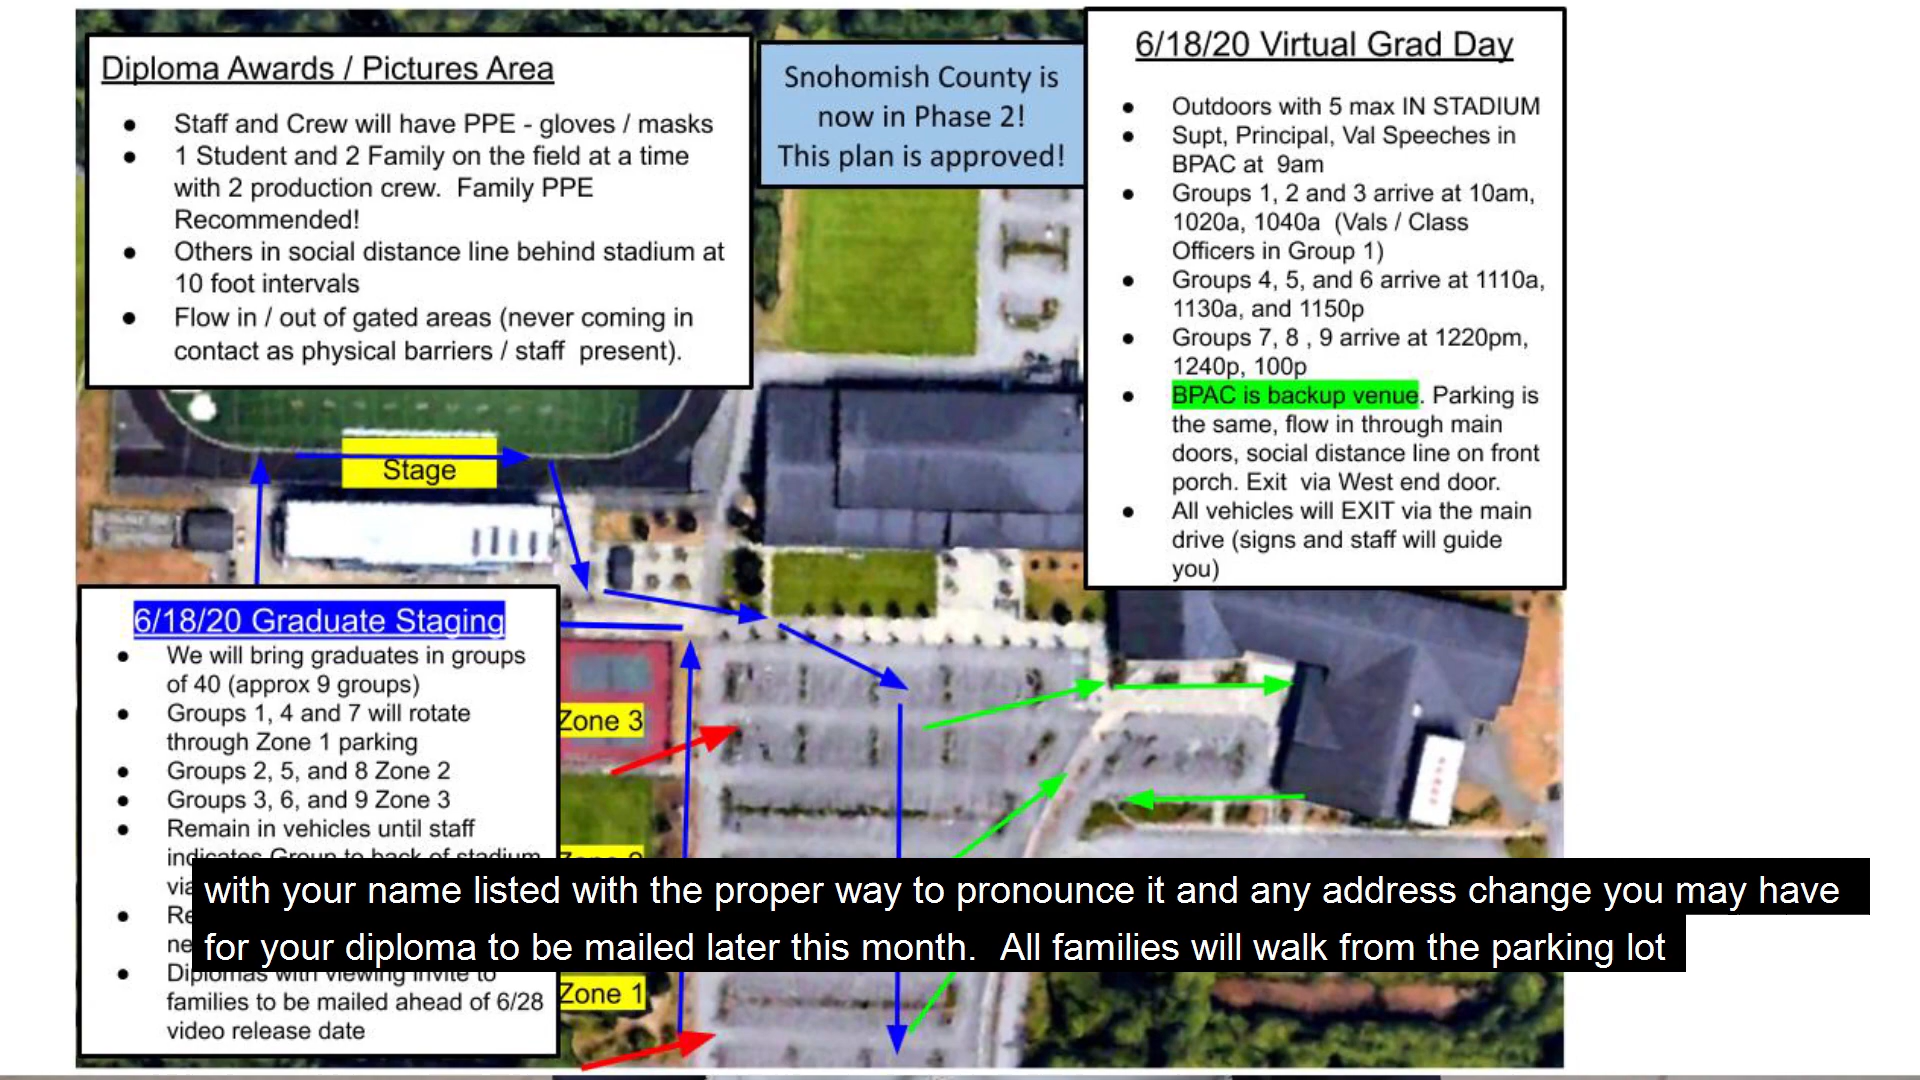 Diploma Awards / Pictures Area
● Staff and Crew will have PPE - gloves / masks
● 1 Student and 2 Family on the field at a time
with 2 production crew. Family PPE
Recommended!
● Others in social distance line behind stadium at
10 foot intervals
● Flow in / out of gated areas (never coming in
contact as physical barriers / staff present).
Snohomish County is
now in Phase 2!
This plan is approved!
6/18/20 Virtual Grad Day
● Outdoors with 5 max IN STADIUM
● Supt, Principal, Val Speeches in
BPAC at 9am
● Groups 1, 2 and 3 arrive at 10am,
1020a, 1040a (Vals / Class
Officers in Group 1)
● Groups 4, 5, and 6 arrive at 1110a,
1130a, and 1150p
● Groups 7, 8 , 9 arrive at 1220pm,
1240p, 100p
● BPAC is backup venue. Parking is
the same, flow in through main
doors, social distance line on front
porch. Exit via West end door.
● All vehicles will EXIT via the main
drive (signs and staff will guide
you)
Stage
6/18/20 Graduate Staging
● We will bring graduates in groups
of 40 (approx 9 groups)
● Groups 1, 4 and 7 will rotate
through Zone 1 parking
● Groups 2, 5, and 8 Zone 2
● Groups 3, 6, and 9 Zone 3
● Remain in vehicles until staff
indicates Group to back of stadium
● Diplomas with viewing invite to
families to be mailed ahead of 6/28
video release date
Zone 3
Zone 1
with your name listed with the proper way to pronounce it and any address change you may have
for your diploma to be mailed later this month. All families will walk from the parking lot